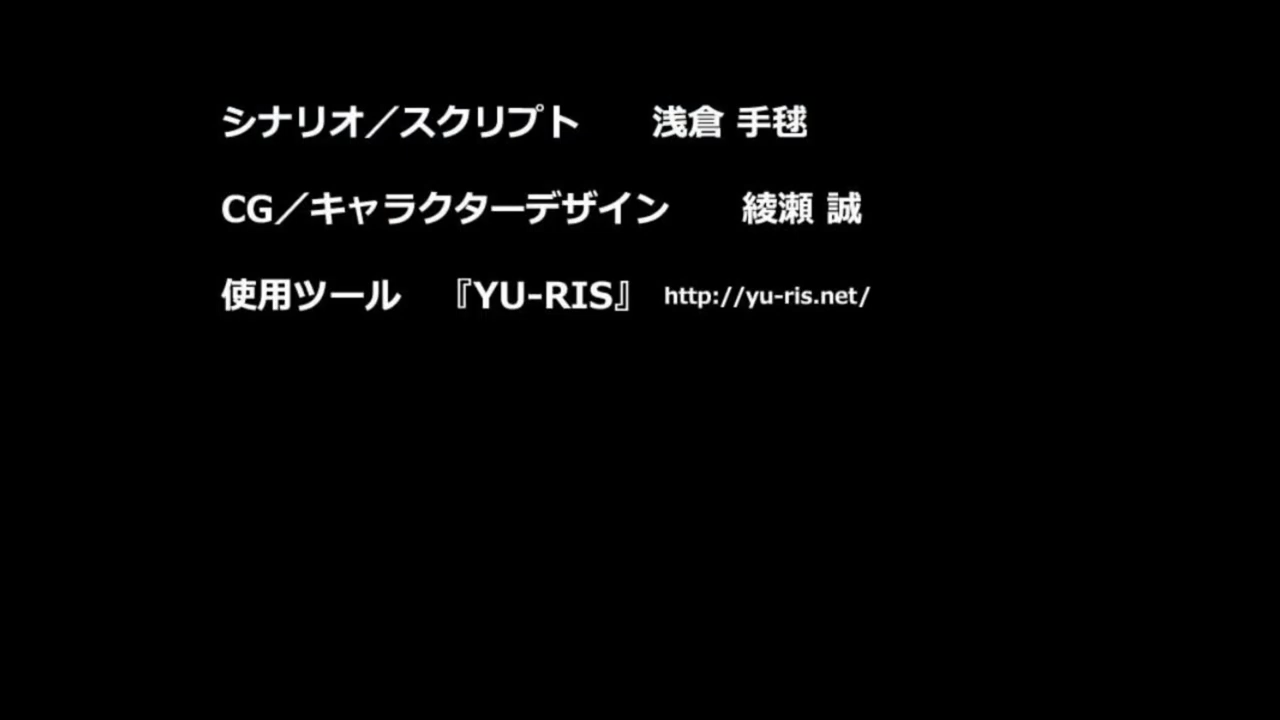 シナリオ／スクリプト　　浅倉 手毬
CG／キャラクターデザイン　　綾瀬 誠
使用ツール　『YU-RIS』　http://yu-ris.net/